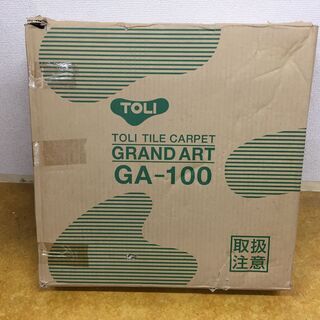 TOLI
TOLI TILE CARPET
GRAND ART
GA-100
取扱
注意